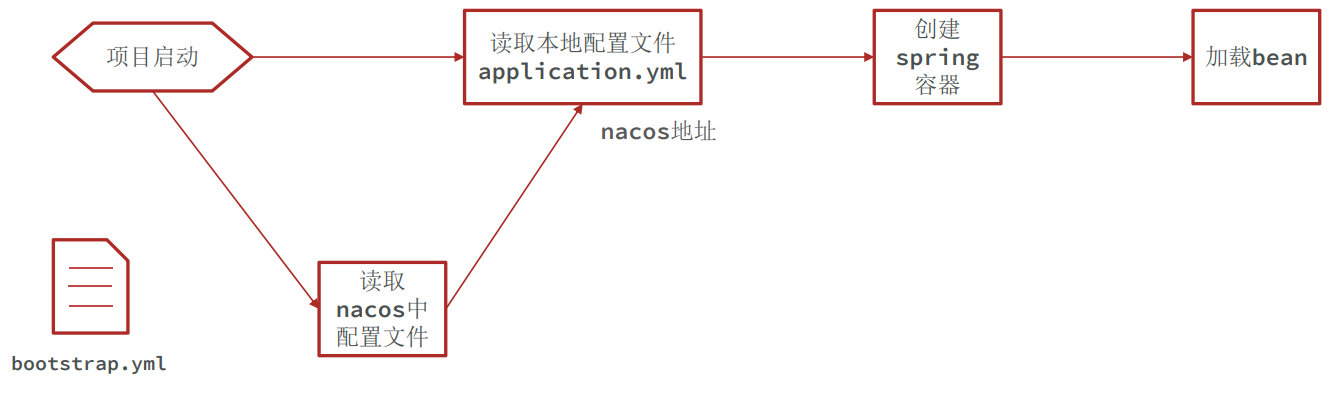 项目启动
读取本地配置文件
application.yml
创建
spring
容器
加载bean
nacos地址
读取
nacos中
配置文件
bootstrap.yml